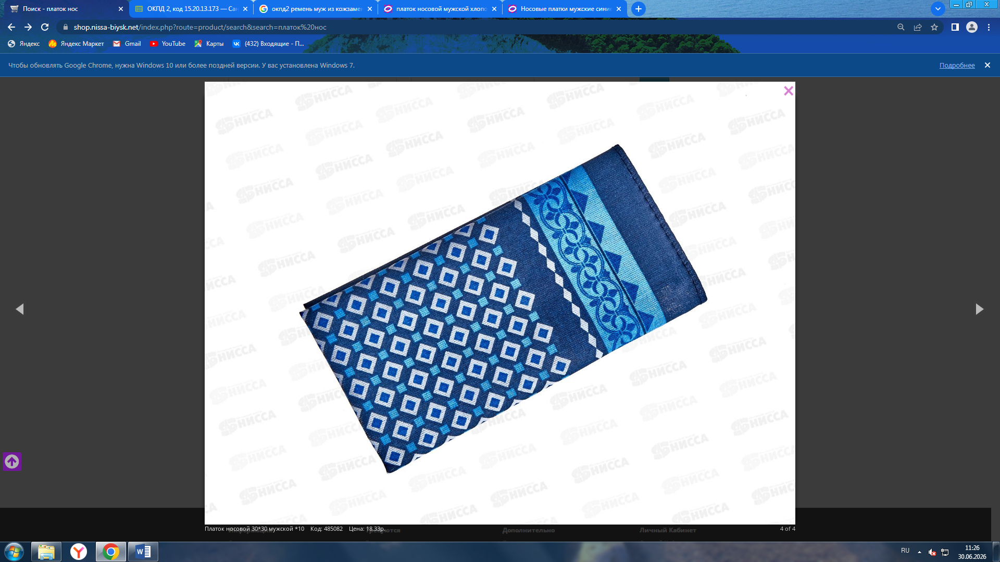 Поиск - платок нос
ОКПД 2, код 15.20.13.173 — Сан
окпд2 ремень муж из кожзамен
платок носовой мужской хлопо
Носовые платки мужские синие
shop.nissa-biysk.net/index.php?route=product/search&search=платок%20нос
Яндекс
Яндекс Маркет
Gmail
YouTube
Карты
(432) Входящие - П...
Чтобы обновлять Google Chrome, нужна Windows 10 или более поздней версии. У вас установлена Windows 7.
Подробнее
НИССА
Платок носовой 30*30 мужской *10 Код: 485082 Цена: 18.33р.
4 of 4
Дополнительно
Личный Кабинет
RU
11:26
30.06.2026